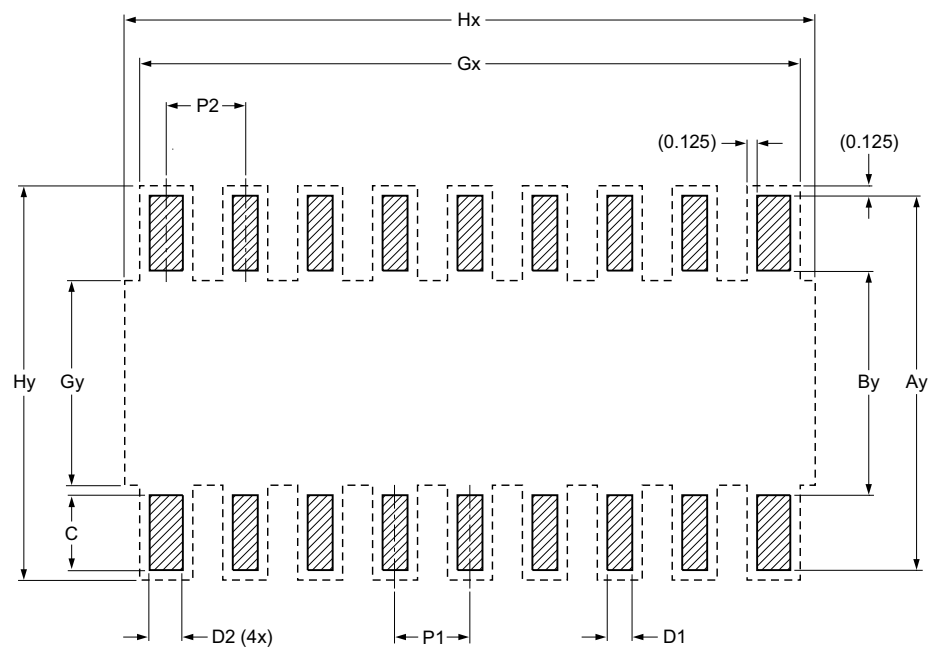 Hx
Gx
P2
(0.125)
(0.125)
Hy
Gy
By
Ay
C
D2 (4x)
P1
D1